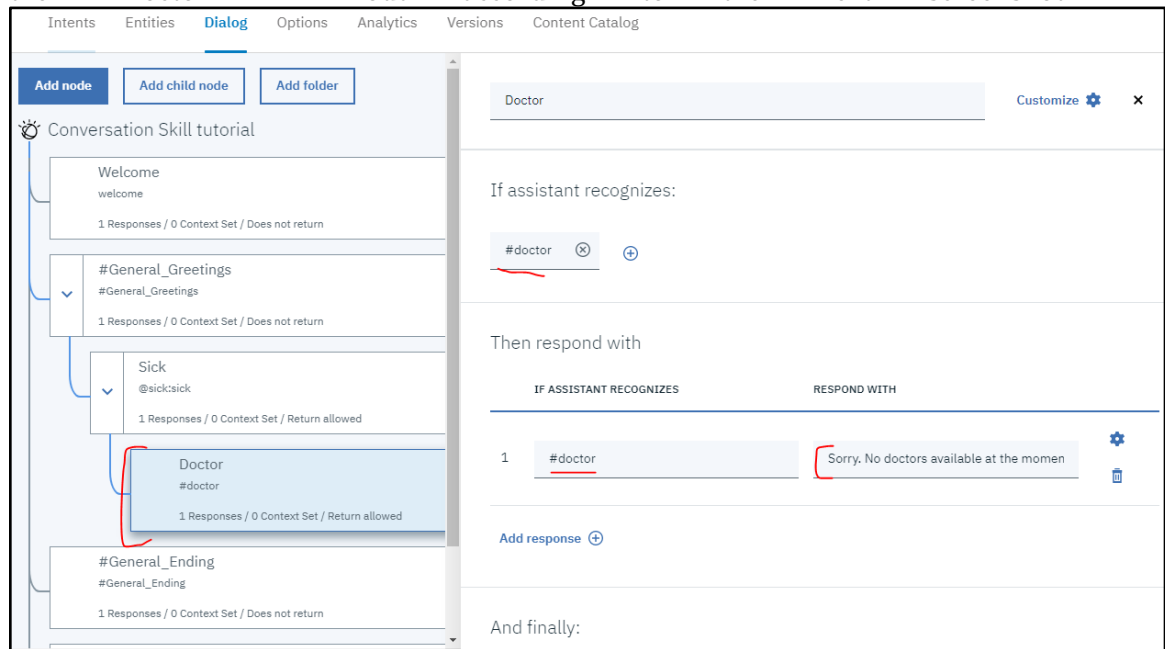 Intents Entities Dialog Options Analytics Versions Content Catalog
Add node Add child node Add folder
Conversation Skill tutorial
Welcome
welcome
1 Responses / 0 Context Set / Does not return
#General_Greetings
#General_Greetings
1 Responses / 0 Context Set / Does not return
Sick
@sick:sick
1 Responses / 0 Context Set / Return allowed
Doctor
#doctor
1 Responses / 0 Context Set / Return allowed
#General_Ending
#General_Ending
1 Responses / 0 Context Set / Does not return
Doctor Customize
If assistant recognizes:
#doctor
Then respond with
IF ASSISTANT RECOGNIZES RESPOND WITH
1 #doctor Sorry. No doctors available at the momen
Add response
And finally: